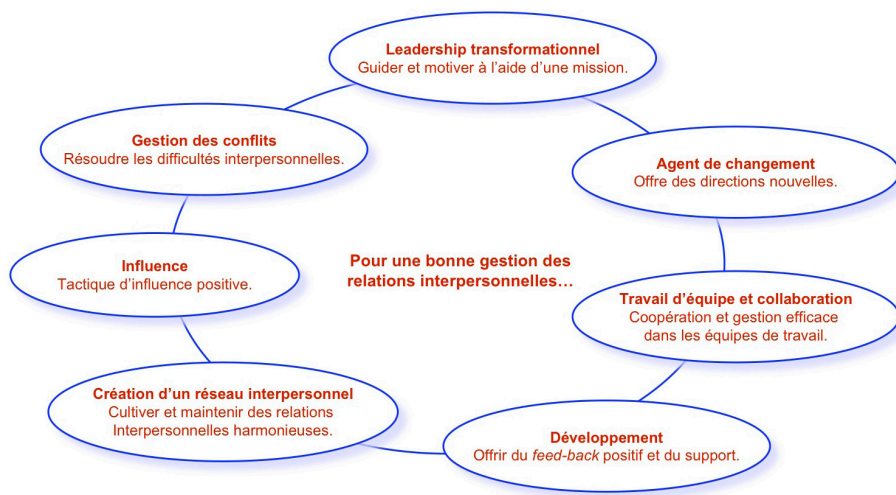 Leadership transformationnel
Guider et motiver à l’aide d’une mission.
Gestion des conflits
Résoudre les difficultés interpersonnelles.
Agent de changement
Offre des directions nouvelles.
Influence
Tactique d’influence positive.
Pour une bonne gestion des
relations interpersonnelles…
Travail d’équipe et collaboration
Coopération et gestion efficace
dans les équipes de travail.
Création d’un réseau interpersonnel
Cultiver et maintenir des relations
Interpersonnelles harmonieuses.
Développement
Offrir du feed-back positif et du support.